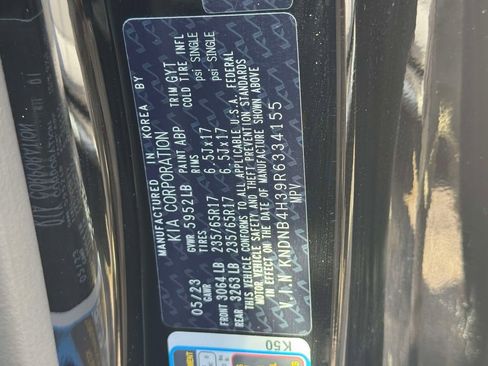 MANUFACTURED IN KOREA BY
KIA CORPORATION
05/23 GVWR 5952LB PAINT ABP TRIM GYT
GAWR TIRES RIMS COLD TIRE INFL
FRONT 3064LB 235/65R17 6.5Jx17 psi SINGLE
REAR 3263LB 235/65R17 6.5Jx17 psi SINGLE
THIS VEHICLE CONFORMS TO ALL APPLICABLE U.S.A. FEDERAL
MOTOR VEHICLE SAFETY AND THEFT PREVENTION STANDARDS
IN EFFECT ON THE DATE OF MANUFACTURE SHOWN ABOVE
V.I.N KNDNB4H39R6334155
MPV
K50